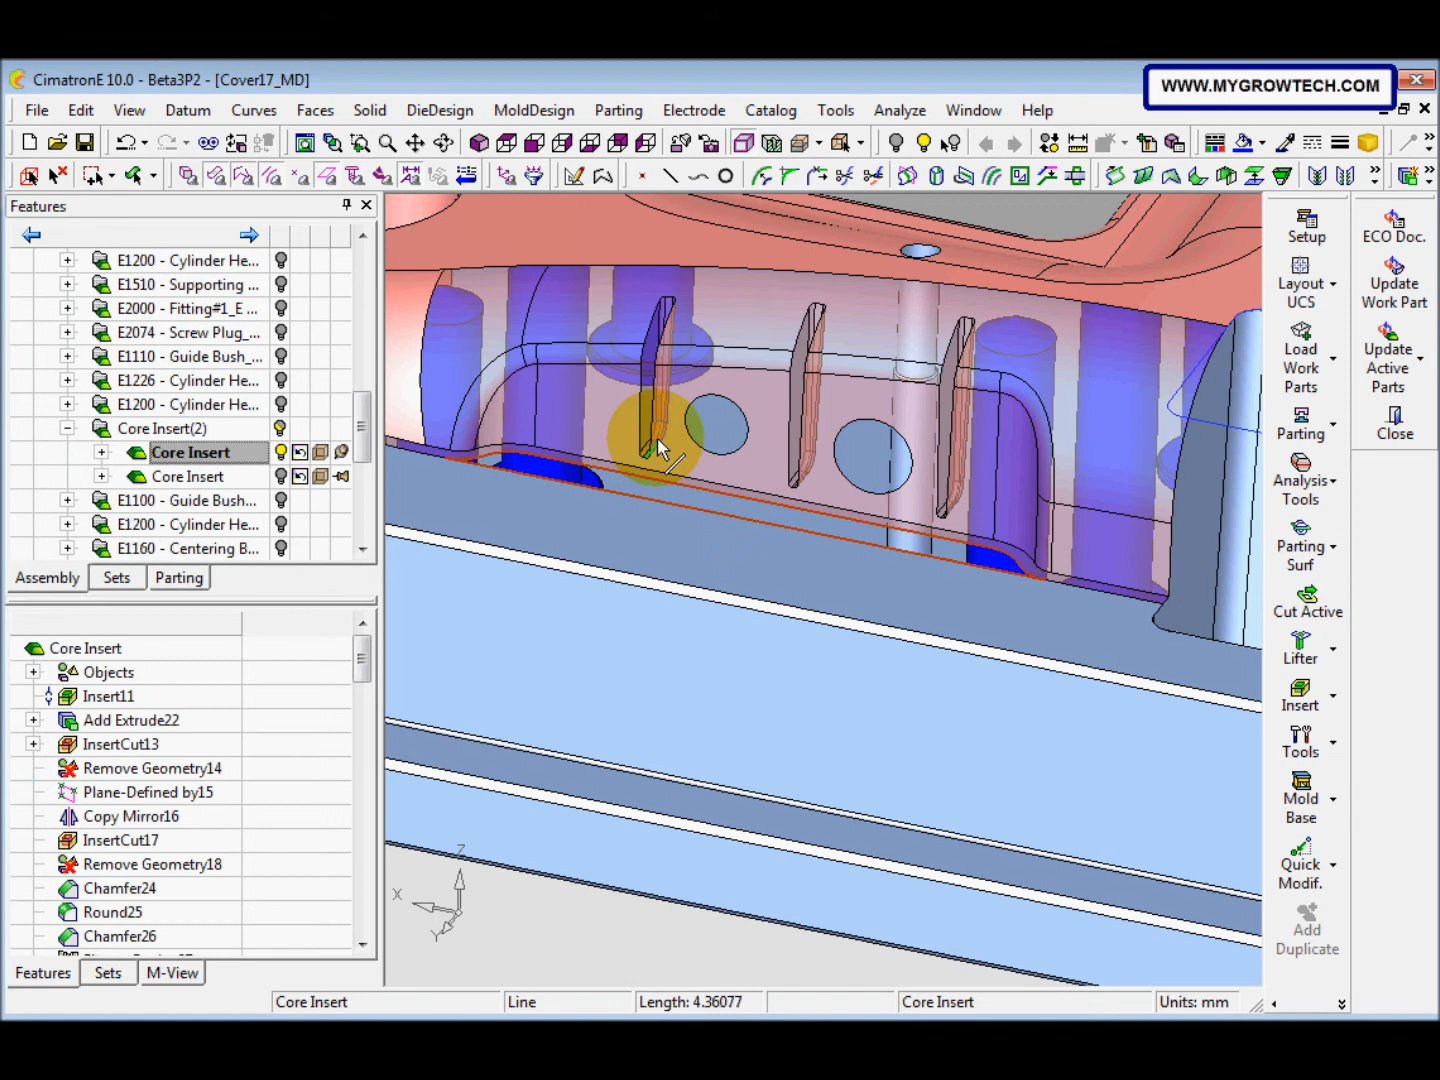 CimatronE 10.0 - Beta3P2 - [Cover17_MD]
WWW.MYGROWTECH.COM
File Edit View Datum Curves Faces Solid DieDesign MoldDesign Parting Electrode Catalog Tools Analyze Window Help
Features
E1200 - Cylinder He...
E1510 - Supporting ...
E2000 - Fitting#1_E ...
E2074 - Screw Plug_...
E1110 - Guide Bush_...
E1226 - Cylinder He...
E1200 - Cylinder He...
Core Insert(2)
Core Insert
Core Insert
E1100 - Guide Bush...
E1200 - Cylinder He...
E1160 - Centering B...
Assembly Sets Parting
Core Insert
Objects
Insert11
Add Extrude22
InsertCut13
Remove Geometry14
Plane-Defined by15
Copy Mirror16
InsertCut17
Remove Geometry18
Chamfer24
Round25
Chamfer26
Features Sets M-View
Z
X
Y
Setup
Layout
UCS
Load
Work
Parts
Parting
Analysis
Tools
Parting
Surf
Cut Active
Lifter
Insert
Tools
Mold
Base
Quick
Modif.
Add
Duplicate
ECO Doc.
Update
Work Part
Update
Active
Parts
Close
Core Insert Line Length: 4.36077 Core Insert Units: mm